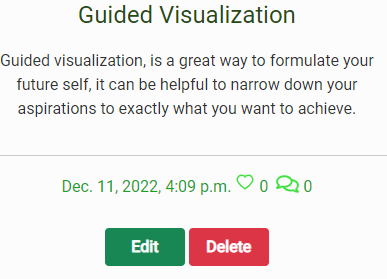 Guided Visualization
Guided visualization, is a great way to formulate your
future self, it can be helpful to narrow down your
aspirations to exactly what you want to achieve.
Dec. 11, 2022, 4:09 p.m. 0 0
Edit Delete